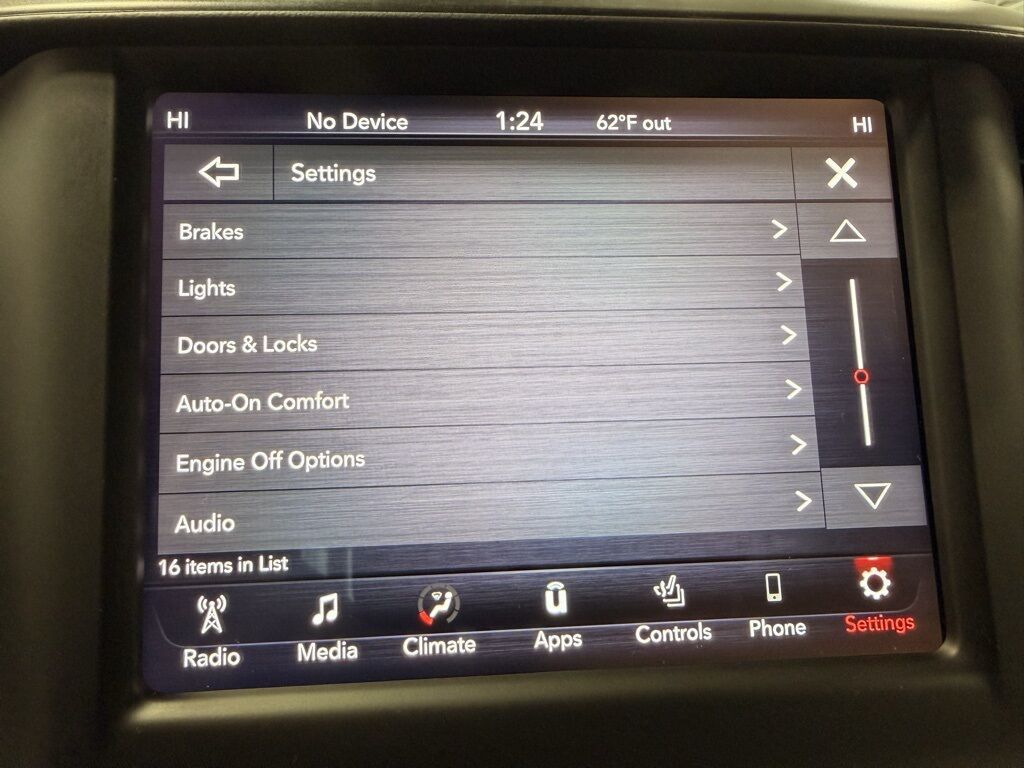 HI No Device 1:24 62°F out HI
Settings
Brakes
Lights
Doors & Locks
Auto-On Comfort
Engine Off Options
Audio
16 items in List
Radio Media Climate Apps Controls Phone Settings